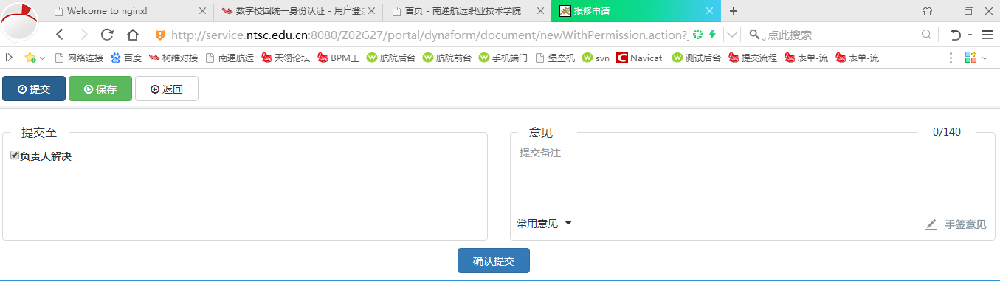 Welcome to nginx! 数字校园统一身份认证 - 用户登 首页 - 南通航运职业技术学院 报修申请
http://service.ntsc.edu.cn:8080/Z02G27/portal/dynaform/document/newWithPermission.action?_ 点此搜索
网络连接 百度 树维对接 南通航运 天翎论坛 BPM工 航院后台 航院前台 手机端门 堡垒机 svn Navicat 测试后台 提交流程 表单-流 表单-流
提交 保存 返回
提交至 意见 0/140
负责人解决 提交备注
常用意见 手签意见
确认提交